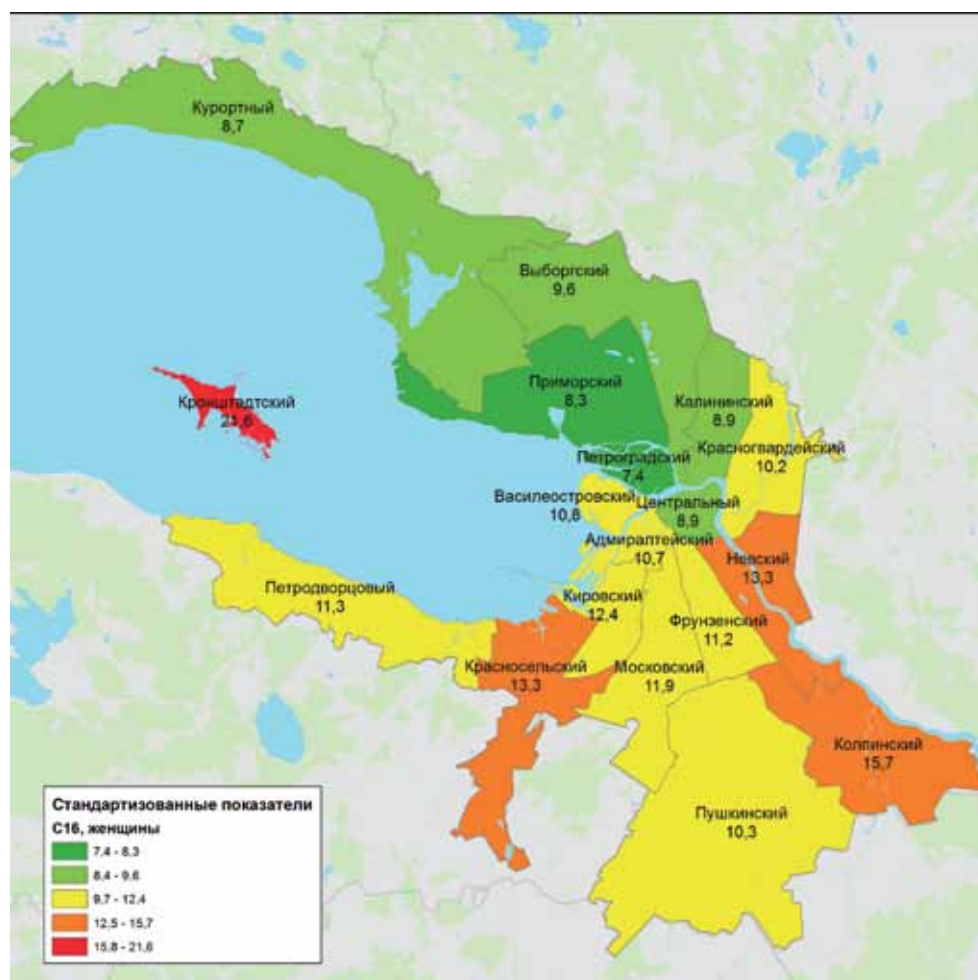 Курортный
8,7
Выборгский
9,6
Приморский
8,3
Кронштадтский
21,6
Калининский
8,9
Красногвардейский
10,2
Петроградский
7,4
Василеостровский
10,8
Центральный
8,9
Адмиралтейский
10,7
Невский
13,3
Петродворцовый
11,3
Кировский
12,4
Фрунзенский
11,2
Красносельский
13,3
Московский
11,9
Колпинский
15,7
Пушкинский
10,3
Стандартизованные показатели
С16, женщины
7,4 - 8,3
8,4 - 9,6
9,7 - 12,4
12,5 - 15,7
15,8 - 21,6